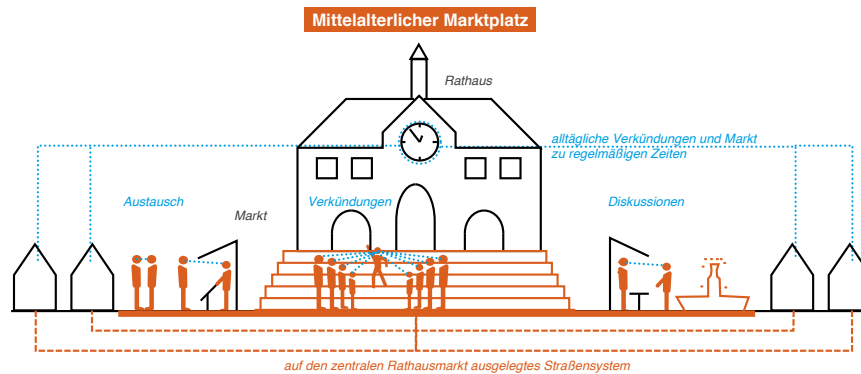 Mittelalterlicher Marktplatz
Rathaus
alltägliche Verkündungen und Markt
zu regelmäßigen Zeiten
Austausch
Verkündungen
Diskussionen
Markt
auf den zentralen Rathausmarkt ausgelegtes Straßensystem